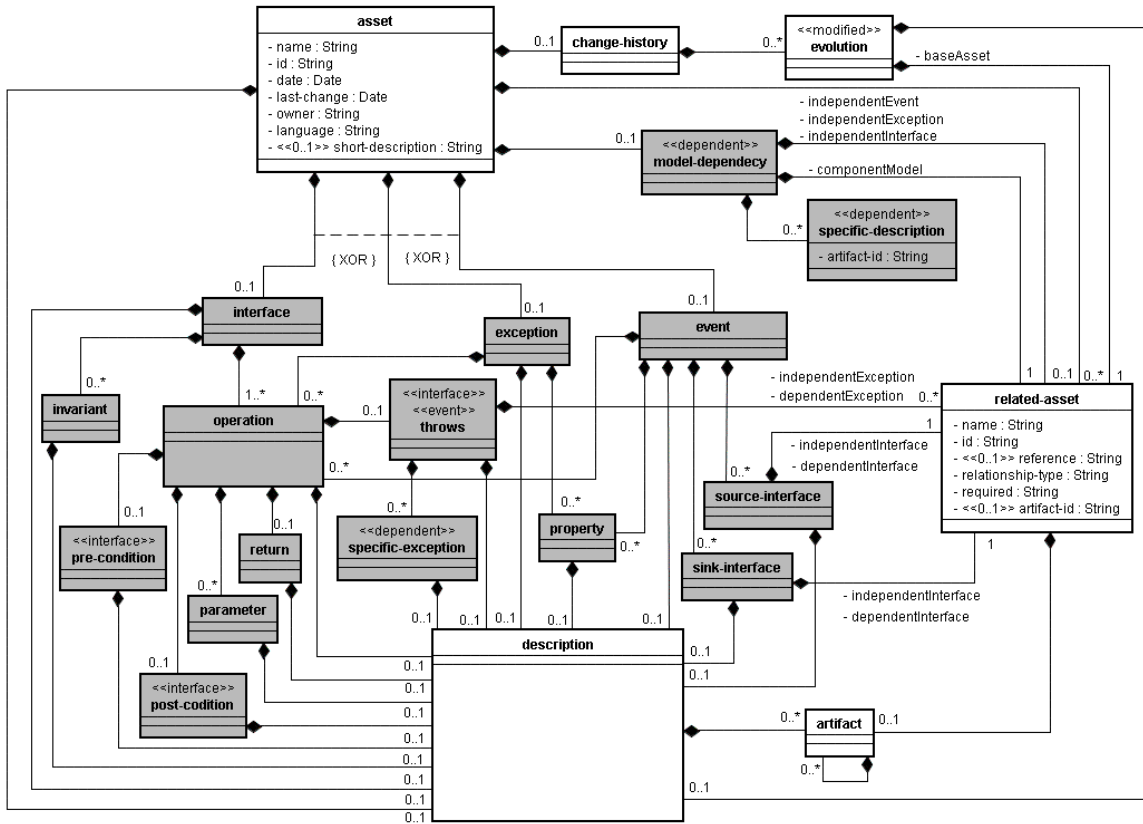 asset
- name : String
- id : String
- date : Date
- last-change : Date
- owner : String
- language : String
- <<0..1>> short-description : String
0..1
change-history
0..*
<<modified>>
evolution
- baseAsset
- independentEvent
- independentException
- independentInterface
0..1
<<dependent>>
model-dependecy
- componentModel
0..*
<<dependent>>
specific-description
- artifact-id : String
{ XOR }
{ XOR }
0..1
interface
0..1
exception
0..1
event
0..*
invariant
1..*
0..*
operation
0..1
<<interface>>
<<event>>
throws
- independentException
- dependentException
0..*
1
0..1
0..*
1
related-asset
- name : String
- id : String
- <<0..1>> reference : String
- relationship-type : String
- required : String
- <<0..1>> artifact-id : String
1
- independentInterface
- dependentInterface
0..*
0..*
source-interface
0..1
<<interface>>
pre-condition
0..1
return
0..*
<<dependent>>
specific-exception
0..*
property
0..*
0..*
sink-interface
1
- independentInterface
- dependentInterface
0..*
parameter
0..1
<<interface>>
post-codition
0..1
0..1
0..1
0..1
0..1
description
0..1
0..1
0..1
0..1
0..1
0..1
0..1
0..1
0..1
0..1
0..1
0..1
0..*
artifact
0..1
0..*